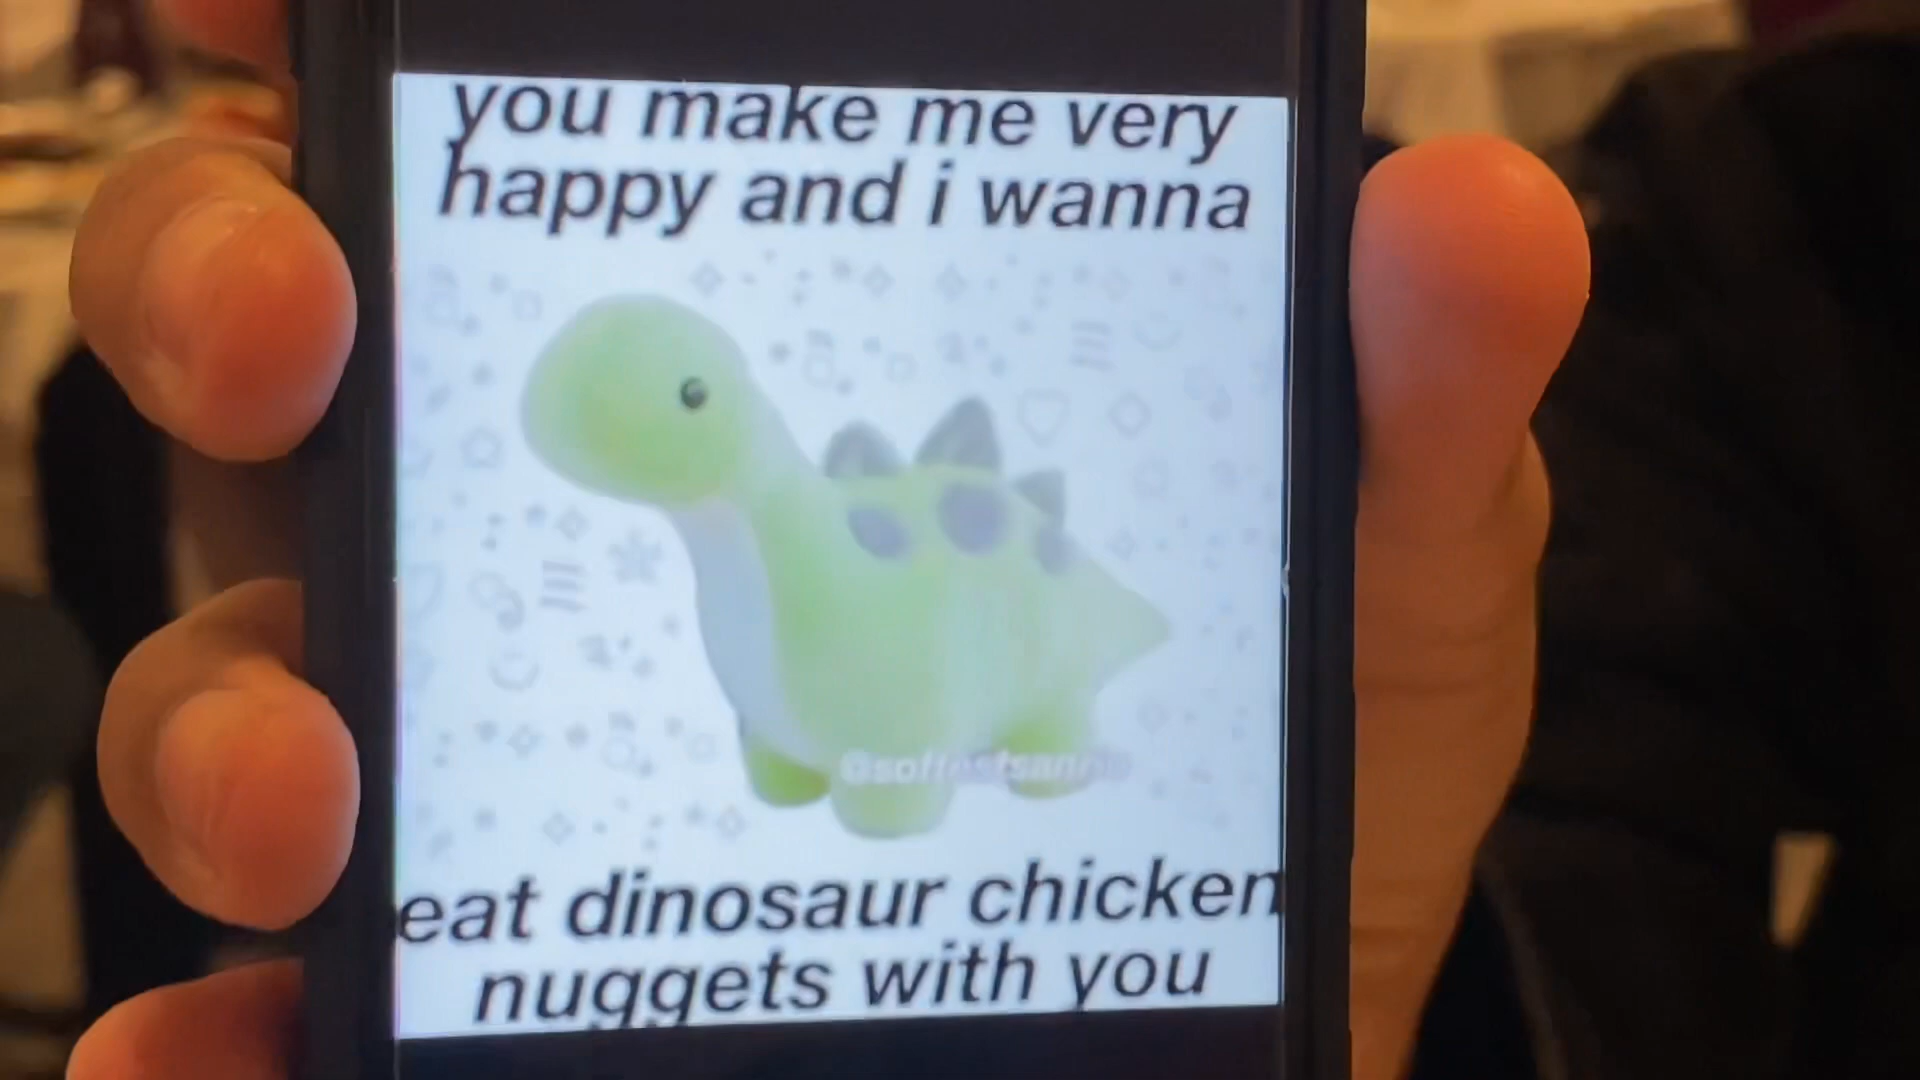 you make me very
happy and i wanna
eat dinosaur chicken
nuggets with you